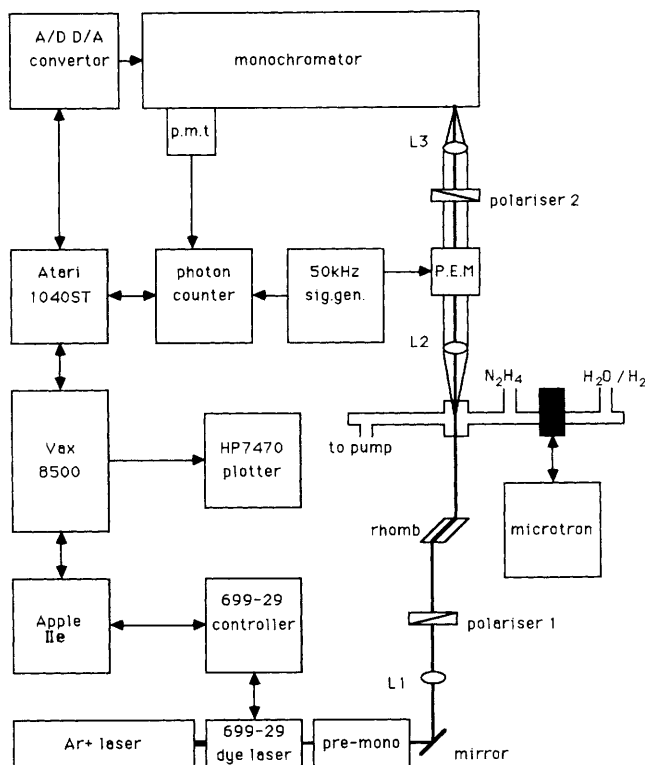 A/D D/A
convertor
monochromator
p.m.t
L3
polariser 2
Atari
1040ST
photon
counter
50kHz
sig.gen.
P.E.M
L2
N₂H₄
H₂O / H₂
to pump
Vax
8500
HP7470
plotter
rhomb
microtron
Apple
IIe
699-29
controller
polariser 1
L1
Ar+ laser
699-29
dye laser
pre-mono
mirror